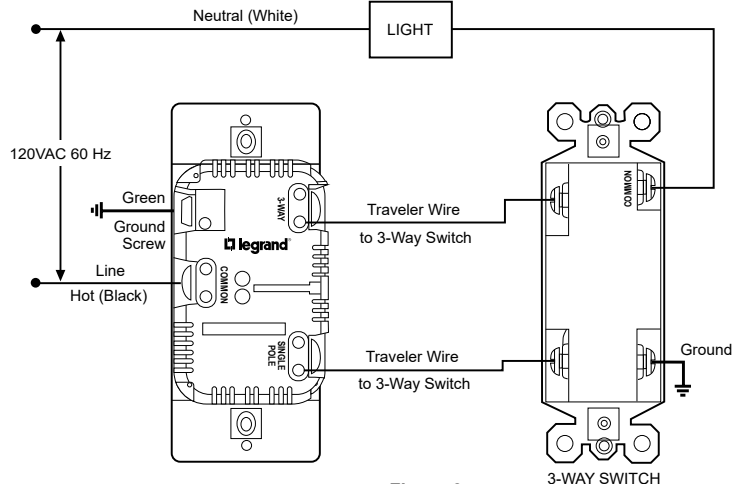 Neutral (White)
LIGHT
120VAC 60 Hz
Green
Ground
Screw
3-WAY
legrand
COMMON
Line
Hot (Black)
SINGLE
POLE
Traveler Wire
to 3-Way Switch
Traveler Wire
to 3-Way Switch
COMMON
Ground
3-WAY SWITCH